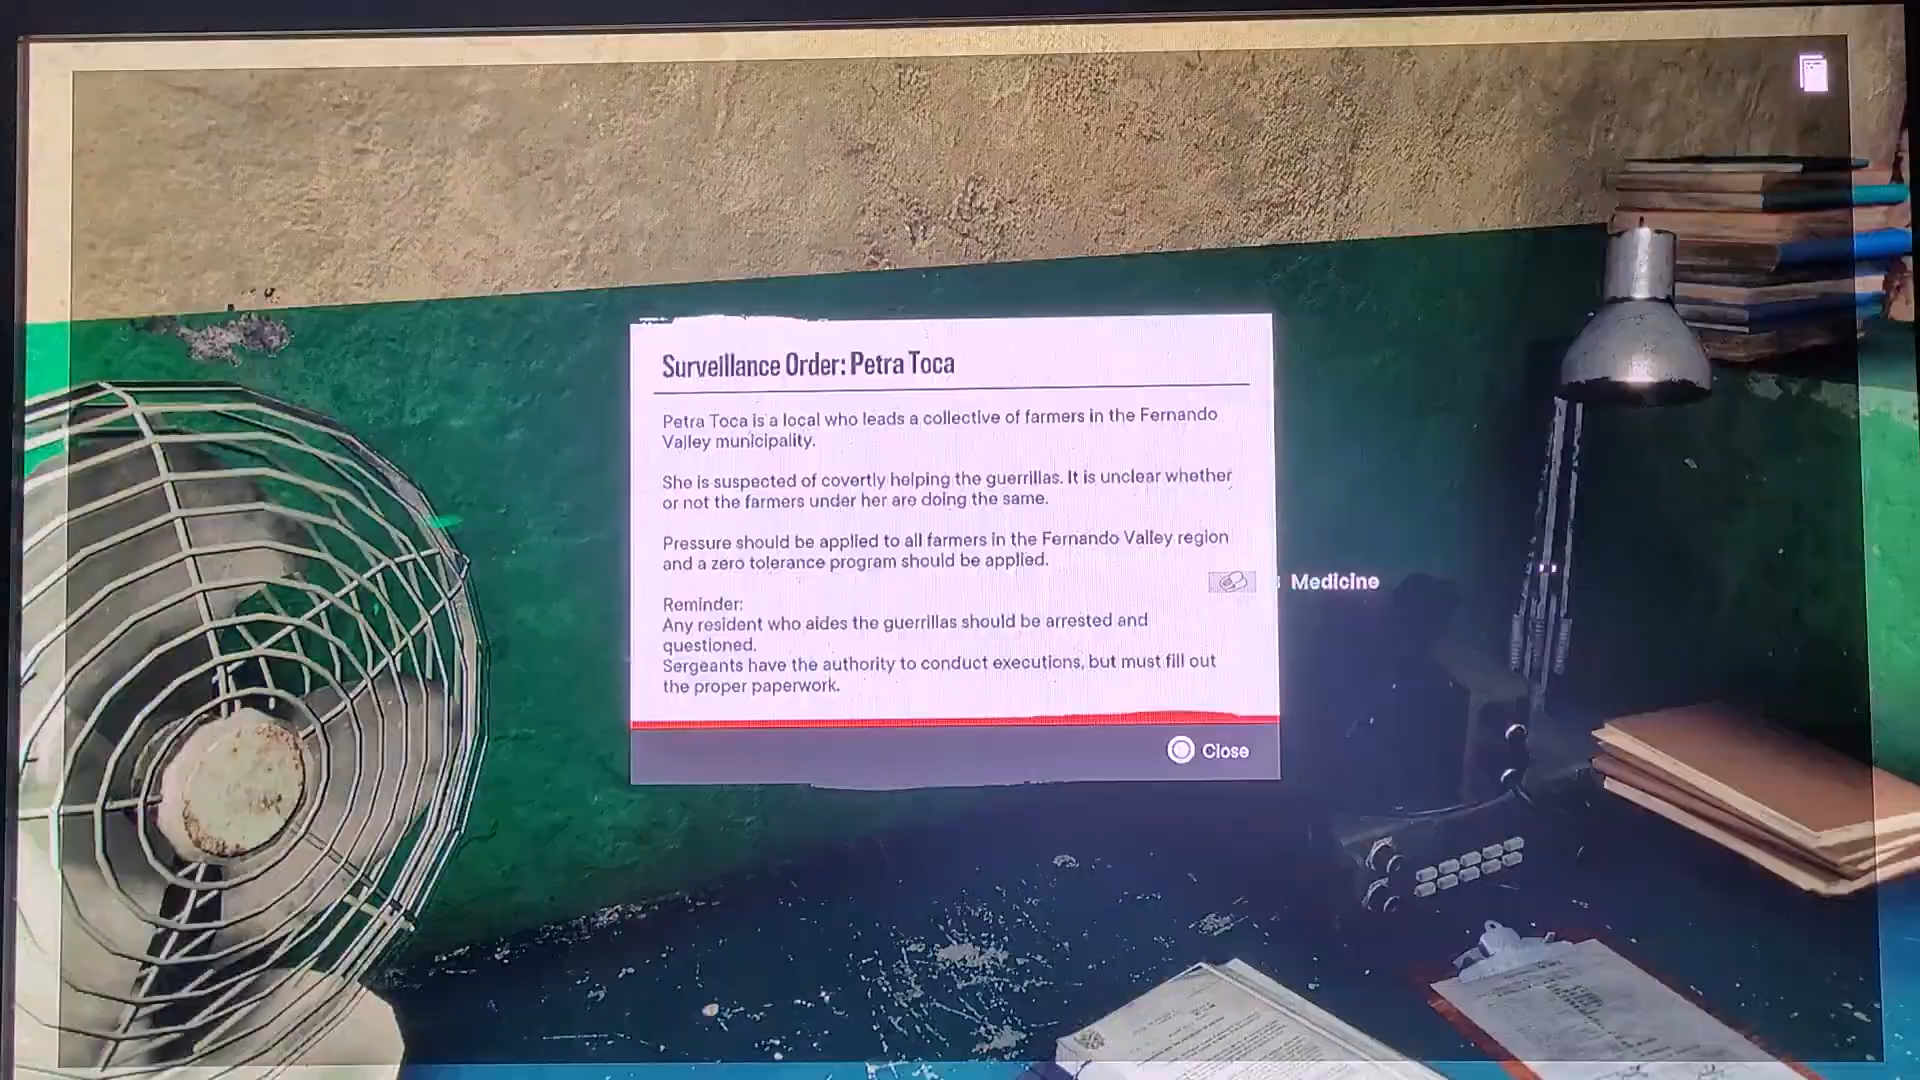 Surveillance Order: Petra Toca
Petra Toca is a local who leads a collective of farmers in the Fernando
Valley municipality.
She is suspected of covertly helping the guerrillas. It is unclear whether
or not the farmers under her are doing the same.
Pressure should be applied to all farmers in the Fernando Valley region
and a zero tolerance program should be applied.
Medicine
Reminder:
Any resident who aides the guerrillas should be arrested and
questioned.
Sergeants have the authority to conduct executions, but must fill out
the proper paperwork.
Close